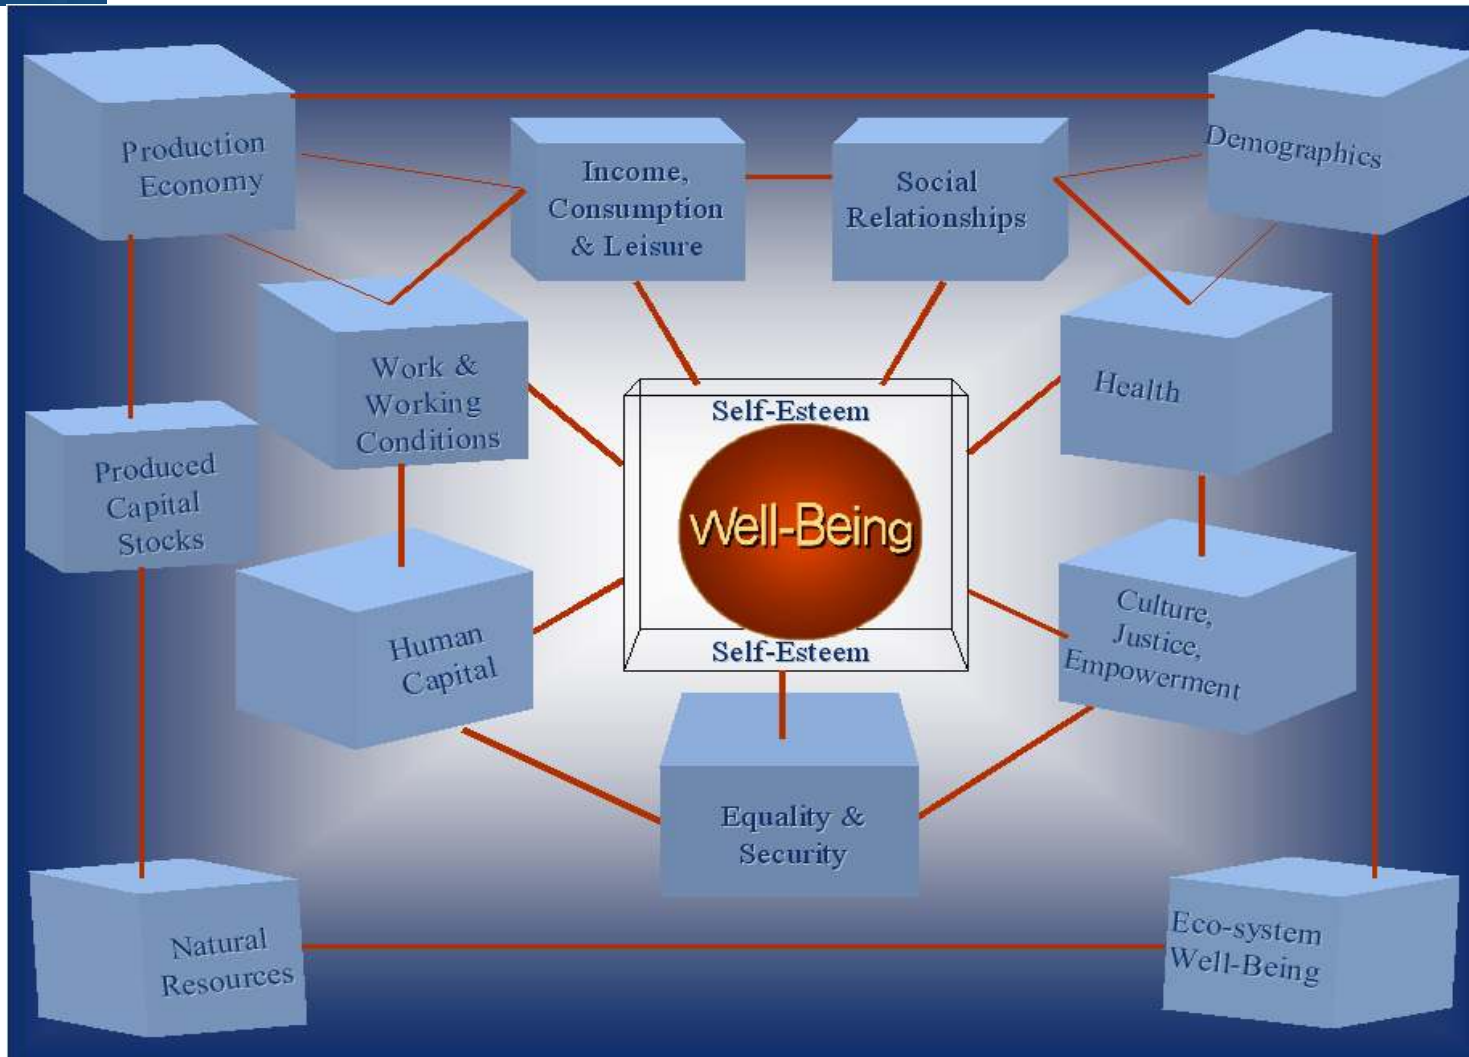 Production
Economy
Income,
Consumption
& Leisure
Social
Relationships
Demographics
Work &
Working
Conditions
Health
Self-Esteem
Produced
Capital
Stocks
Well-Being
Human
Capital
Culture,
Justice,
Empowerment
Self-Esteem
Equality &
Security
Natural
Resources
Eco-system
Well-Being